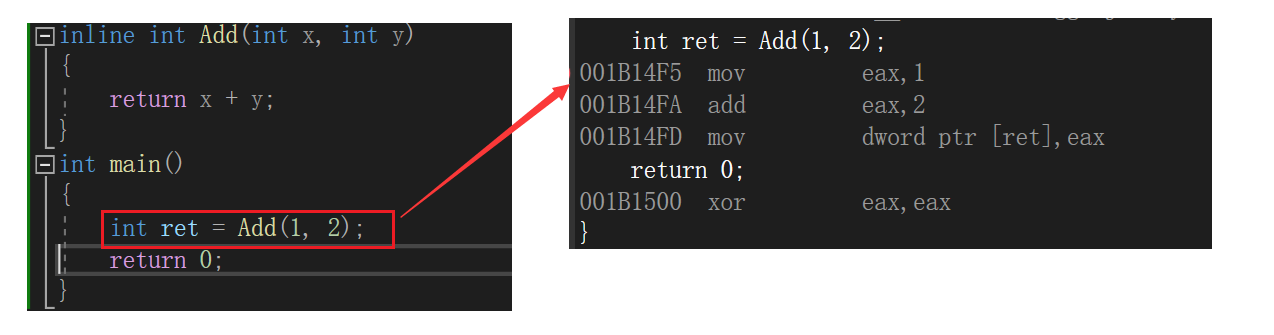 inline int Add(int x, int y)
{
return x + y;
}
int main()
{
int ret = Add(1, 2);
return 0;
}
int ret = Add(1, 2);
001B14F5 mov eax,1
001B14FA add eax,2
001B14FD mov dword ptr [ret],eax
return 0;
001B1500 xor eax,eax
}